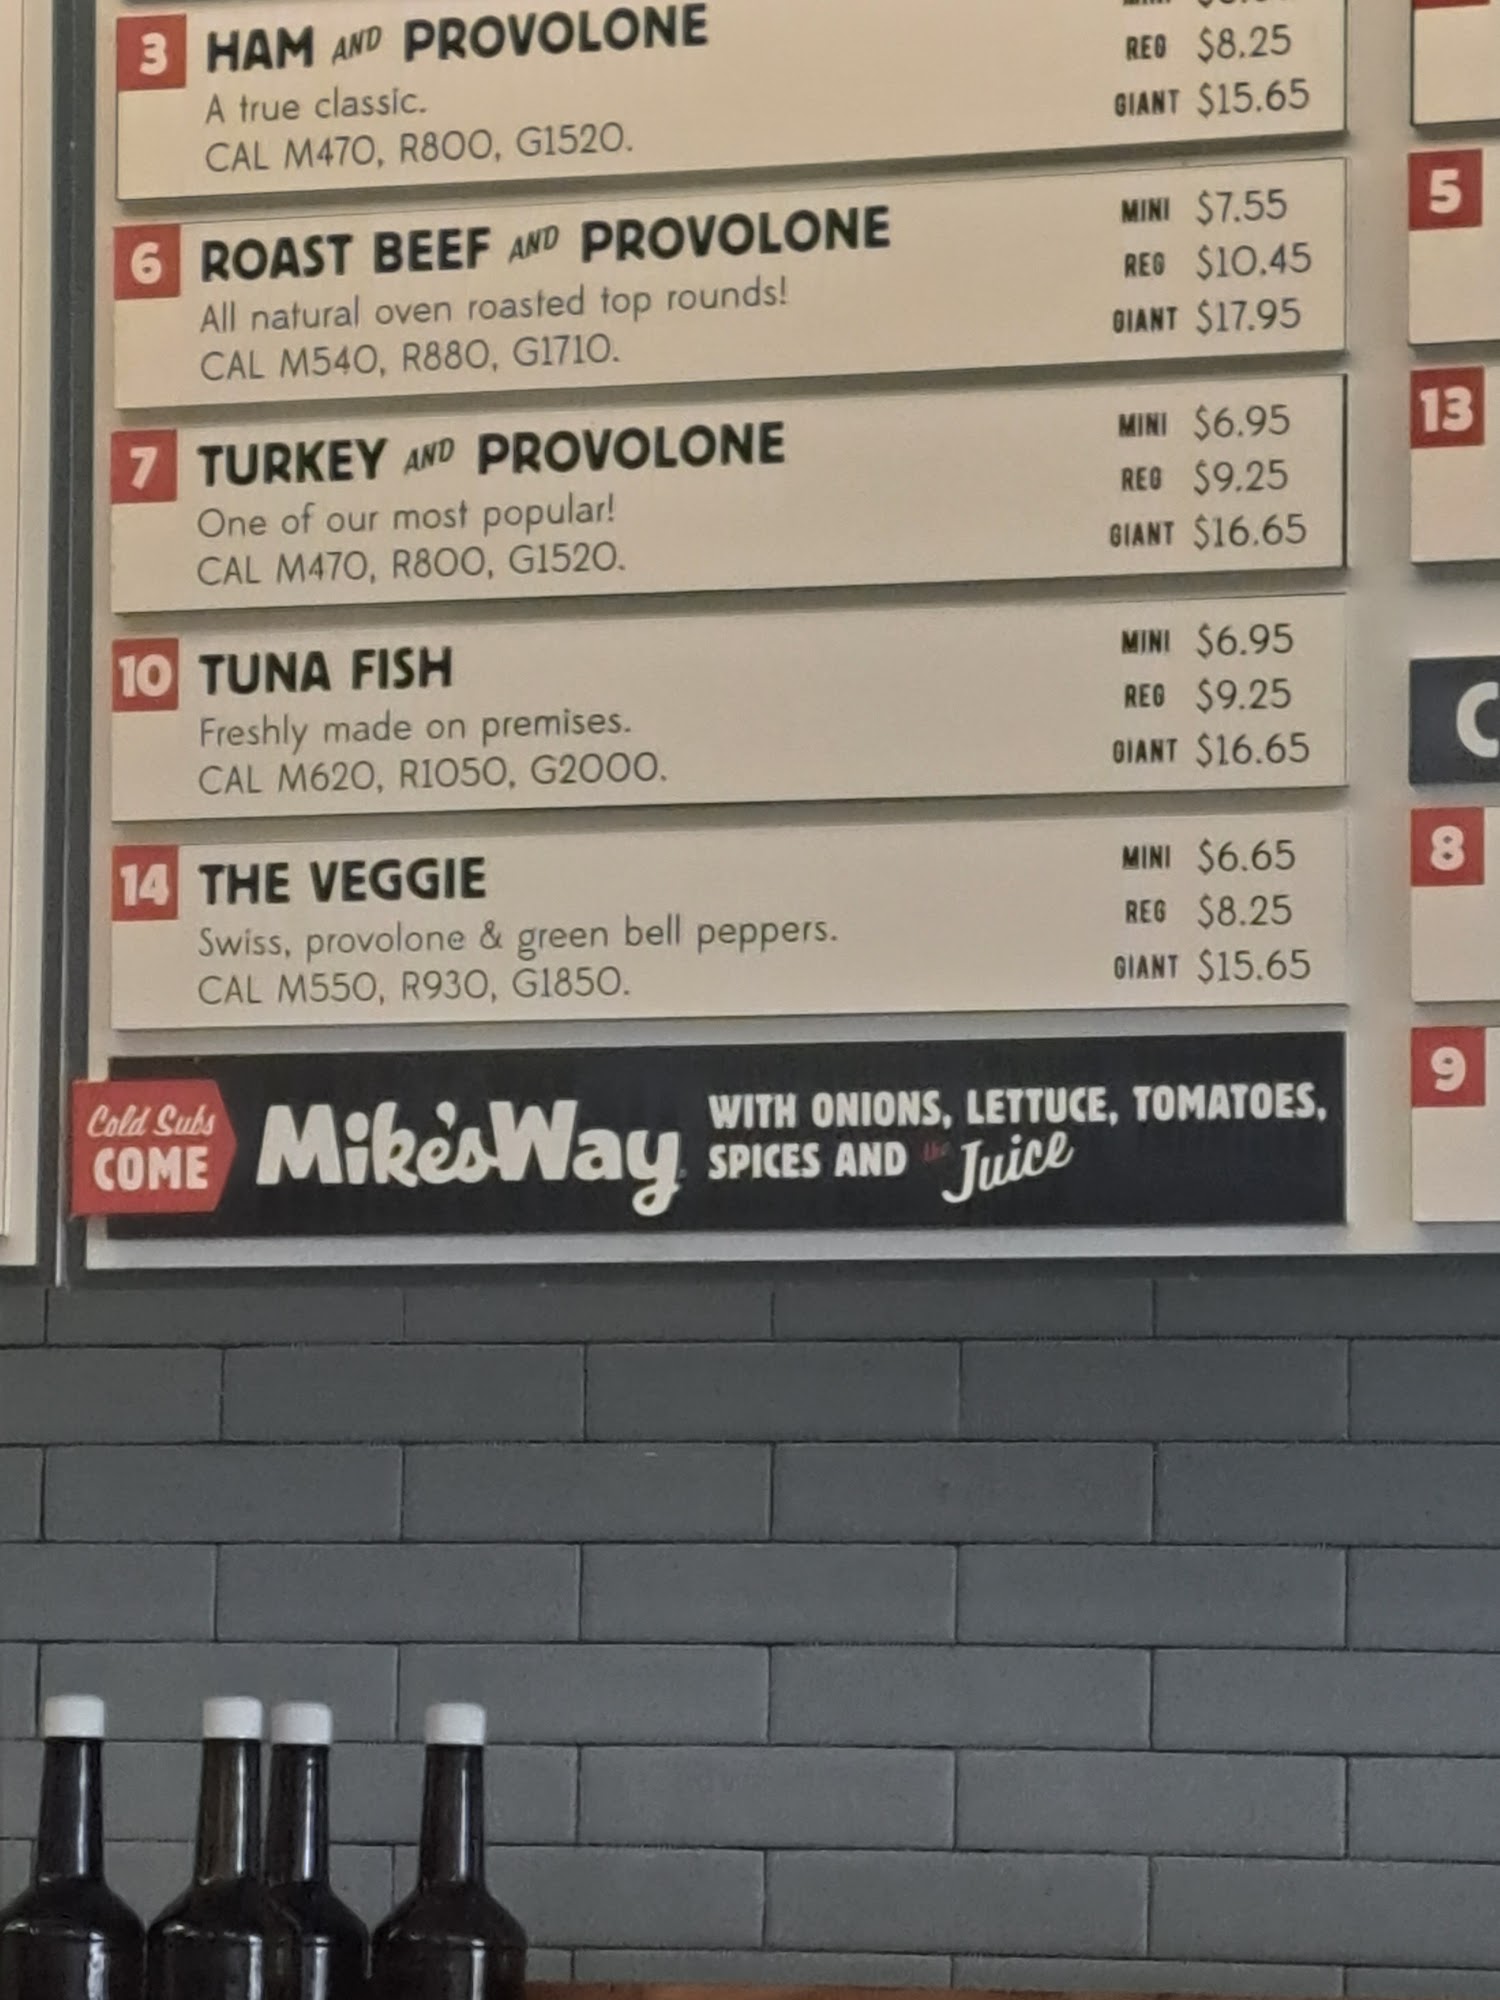 3 HAM AND PROVOLONE
A true classic.
CAL M470, R800, G1520.
REG $8.25
GIANT $15.65
6 ROAST BEEF AND PROVOLONE
All natural oven roasted top rounds!
CAL M540, R880, G1710.
MINI $7.55
REG $10.45
GIANT $17.95
7 TURKEY AND PROVOLONE
One of our most popular!
CAL M470, R800, G1520.
MINI $6.95
REG $9.25
GIANT $16.65
10 TUNA FISH
Freshly made on premises.
CAL M620, R1050, G2000.
MINI $6.95
REG $9.25
GIANT $16.65
14 THE VEGGIE
Swiss, provolone & green bell peppers.
CAL M550, R930, G1850.
MINI $6.65
REG $8.25
GIANT $15.65
Cold Subs
COME
Mike's Way
WITH ONIONS, LETTUCE, TOMATOES,
SPICES AND the Juice
5
13
C
8
9